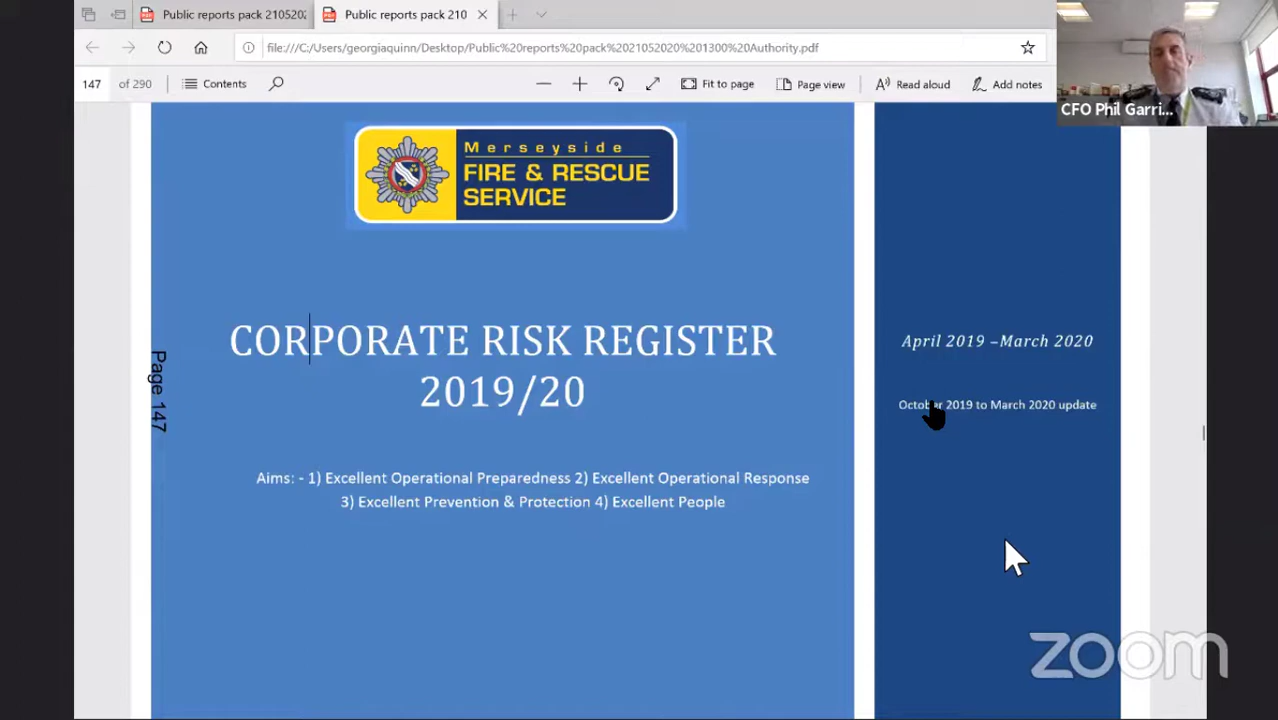 Public reports pack 2105202
Public reports pack 210
file:///C:/Users/georgiaquinn/Desktop/Public%20reports%20pack%2021052020%201300%20Authority.pdf
147 of 290
Contents
Fit to page
Page view
Read aloud
Add notes
CFO Phil Garri...
Merseyside
FIRE & RESCUE
SERVICE
CORPORATE RISK REGISTER
2019/20
Aims: - 1) Excellent Operational Preparedness 2) Excellent Operational Response
3) Excellent Prevention & Protection 4) Excellent People
Page 147
April 2019 –March 2020
October 2019 to March 2020 update
zoom